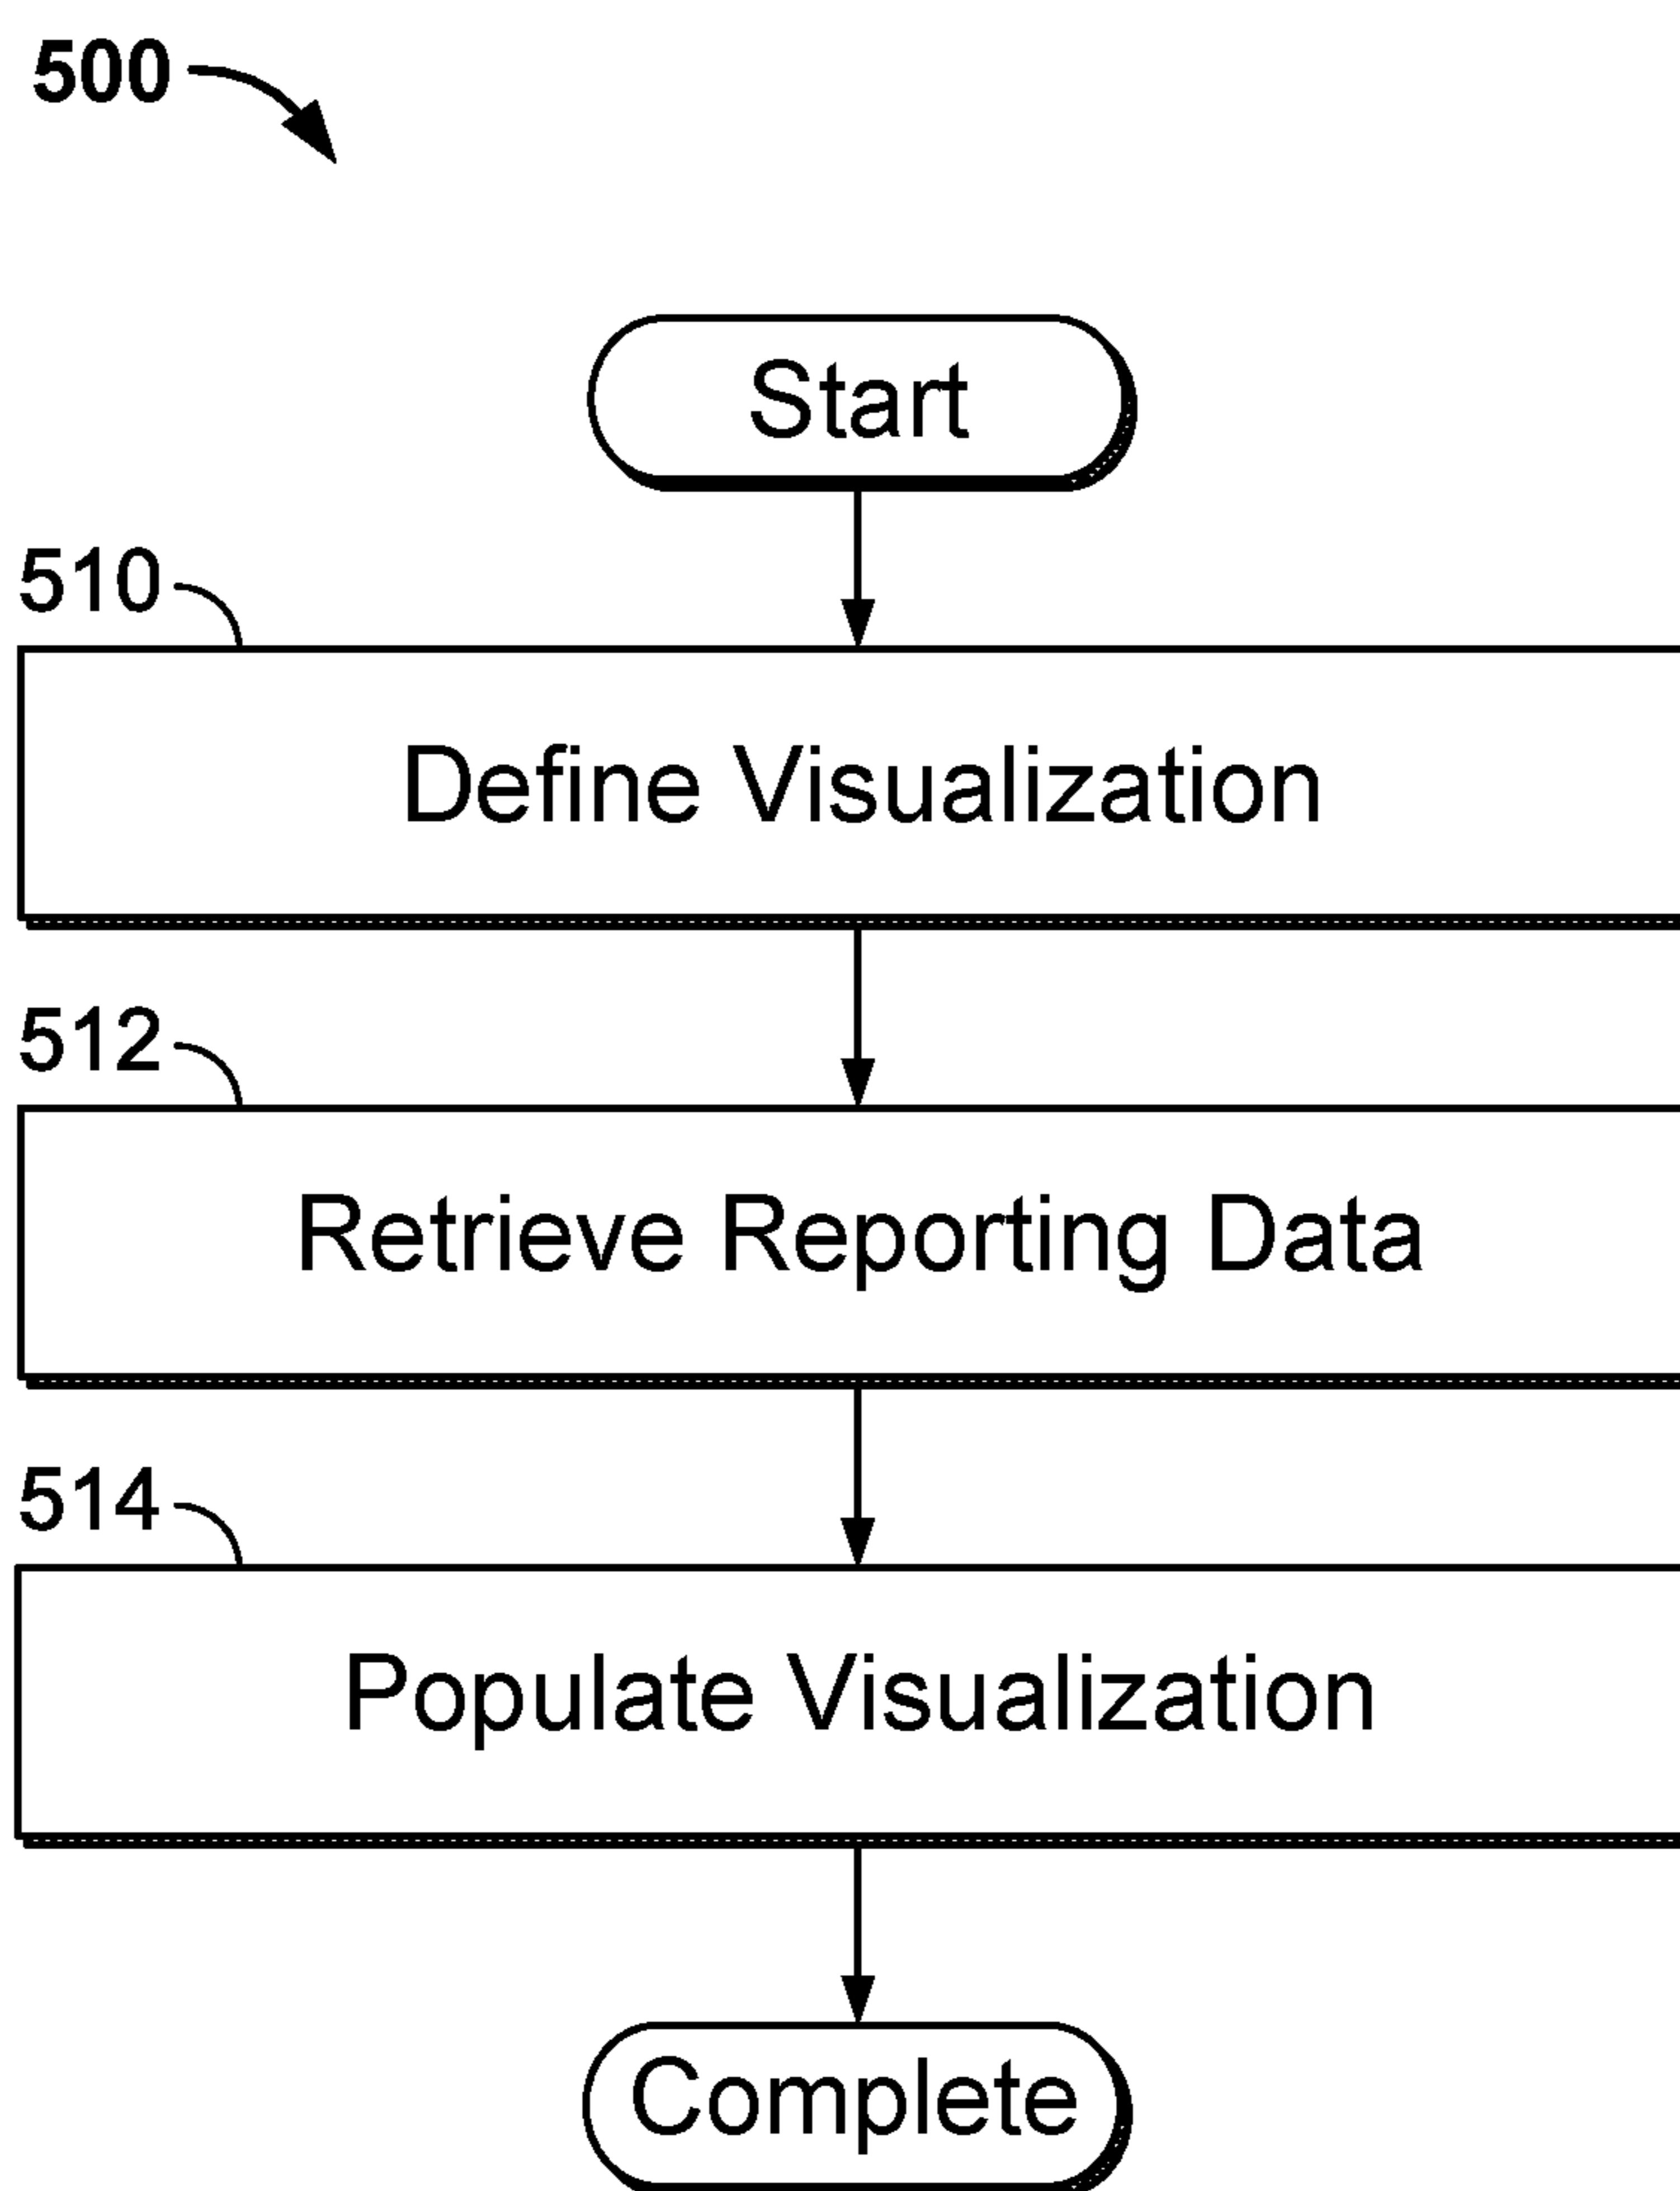 500
Start
510
Define Visualization
512
Retrieve Reporting Data
514
Populate Visualization
Complete